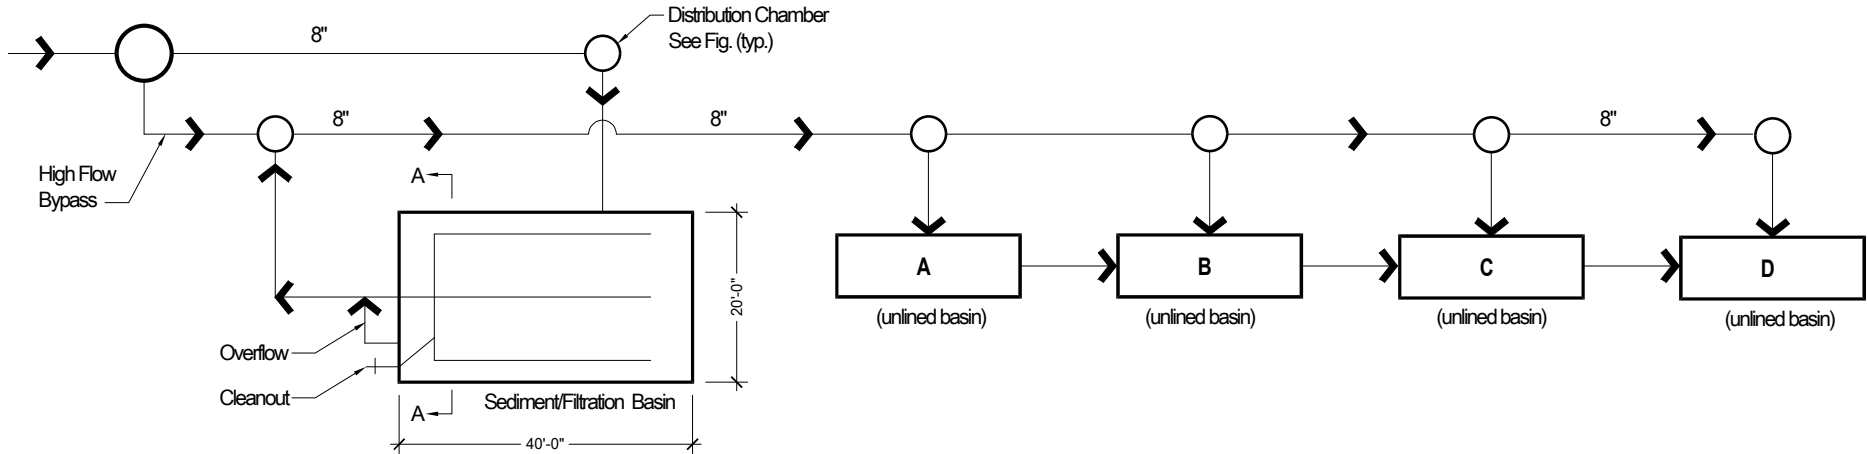 Distribution Chamber
See Fig. (typ.)
8"
8"
8"
8"
High Flow
Bypass
A
A
B
C
D
20'-0"
(unlined basin)
(unlined basin)
(unlined basin)
(unlined basin)
Overflow
Cleanout
A
Sediment/Filtration Basin
40'-0"